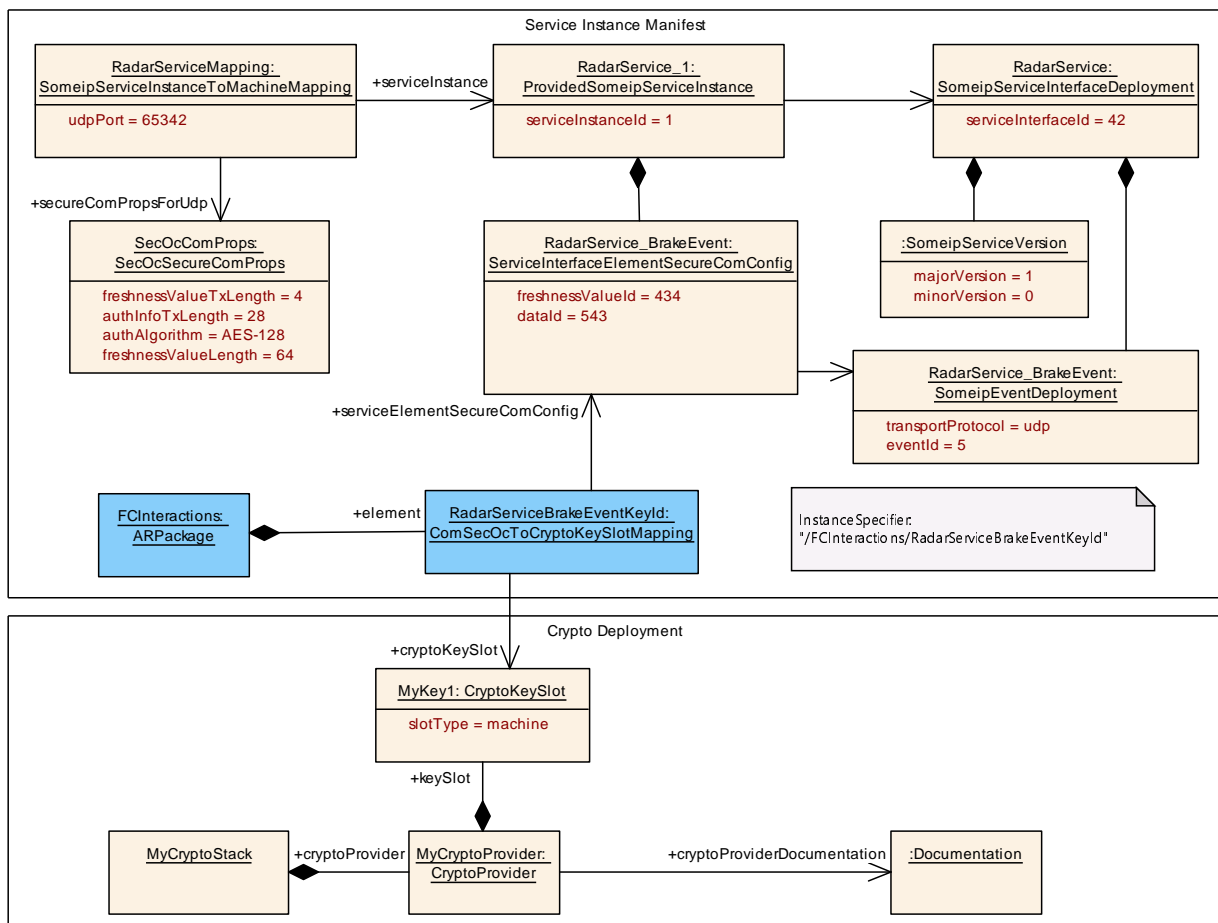 Service Instance Manifest
RadarServiceMapping:
SomeipServiceInstanceToMachineMapping
udpPort = 65342
+serviceInstance
RadarService_1:
ProvidedSomeipServiceInstance
serviceInstanceId = 1
RadarService:
SomeipServiceInterfaceDeployment
serviceInterfaceId = 42
+secureComPropsForUdp
SecOcComProps:
SecOcSecureComProps
freshnessValueTxLength = 4
authInfoTxLength = 28
authAlgorithm = AES-128
freshnessValueLength = 64
RadarService_BrakeEvent:
ServiceInterfaceElementSecureComConfig
freshnessValueId = 434
dataId = 543
:SomeipServiceVersion
majorVersion = 1
minorVersion = 0
RadarService_BrakeEvent:
SomeipEventDeployment
transportProtocol = udp
eventId = 5
+serviceElementSecureComConfig
FCInteractions:
ARPackage
+element
RadarServiceBrakeEventKeyId:
ComSecOcToCryptoKeySlotMapping
InstanceSpecifier:
"/FCInteractions/RadarServiceBrakeEventKeyId"
Crypto Deployment
+cryptoKeySlot
MyKey1: CryptoKeySlot
slotType = machine
+keySlot
MyCryptoStack
+cryptoProvider
MyCryptoProvider:
CryptoProvider
+cryptoProviderDocumentation
:Documentation